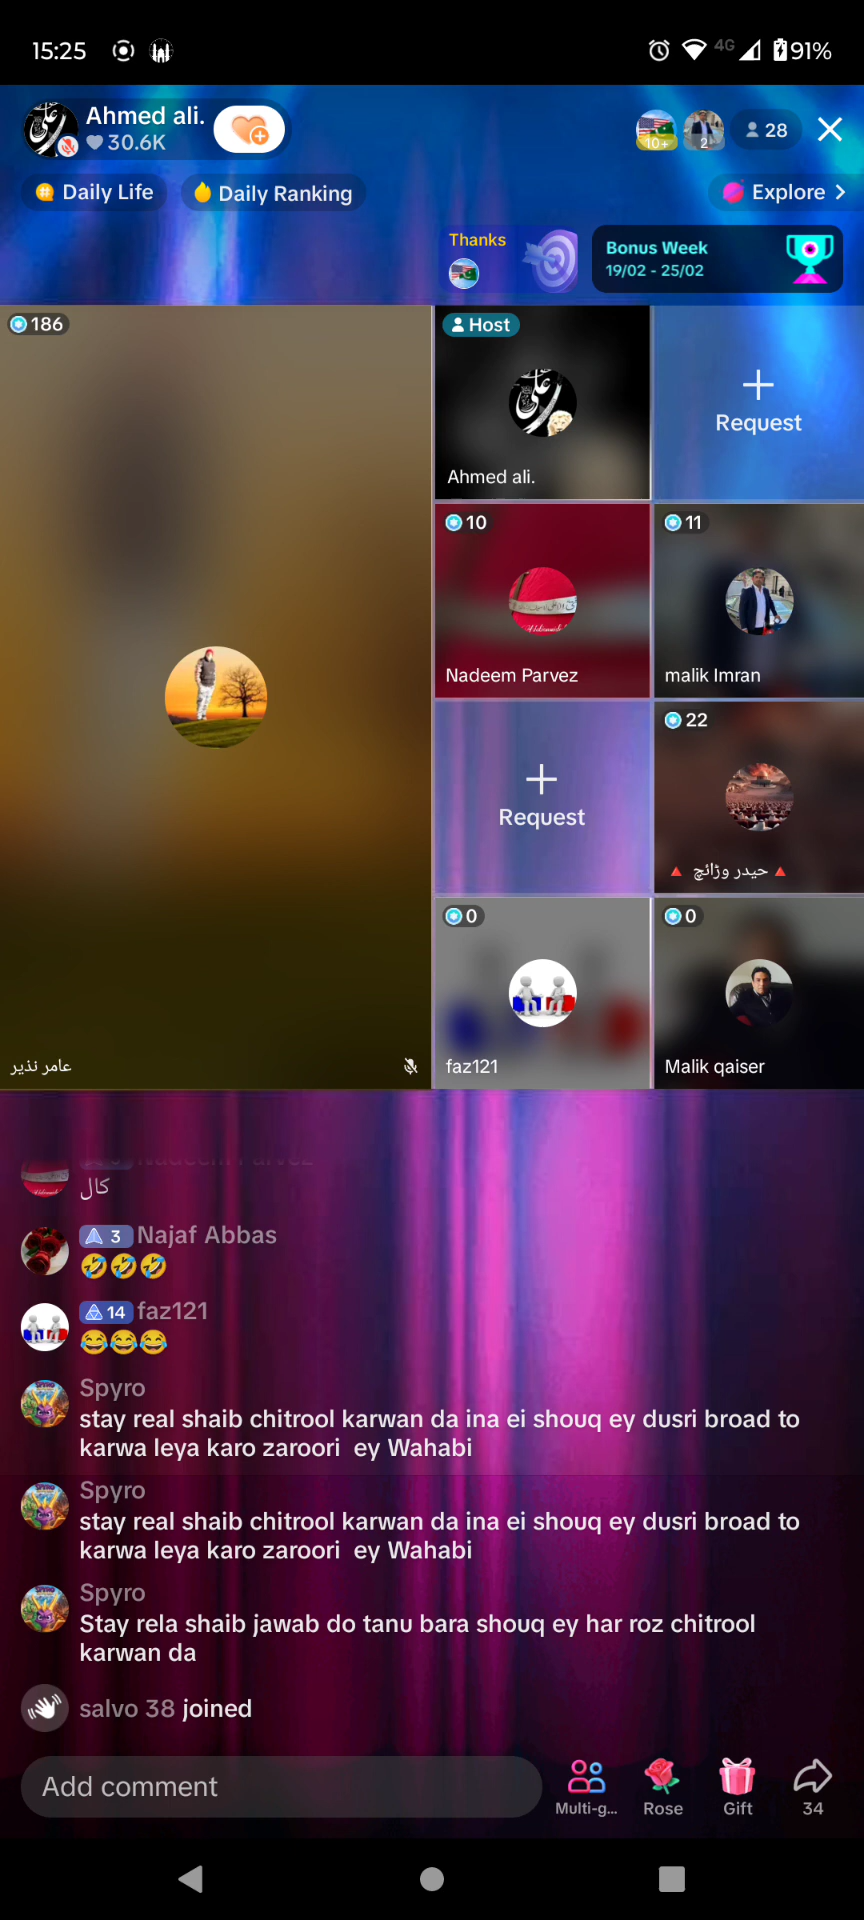 15:25
4G
91%
Ahmed ali.
30.6K
10+
2
28
Daily Life
Daily Ranking
Explore
Thanks
Bonus Week
19/02 - 25/02
186
Host
Ahmed ali.
Request
10
Nadeem Parvez
11
malik Imran
Request
22
حیدر وڑائچ
عامر نذیر
0
faz121
0
Malik qaiser
Nadeem Parvez
کال
3 Najaf Abbas
🤣🤣🤣
14 faz121
😂😂😂
Spyro
stay real shaib chitrool karwan da ina ei shouq ey dusri broad to
karwa leya karo zaroori  ey Wahabi
Spyro
stay real shaib chitrool karwan da ina ei shouq ey dusri broad to
karwa leya karo zaroori  ey Wahabi
Spyro
Stay rela shaib jawab do tanu bara shouq ey har roz chitrool
karwan da
salvo 38 joined
Add comment
Multi-g...
Rose
Gift
34